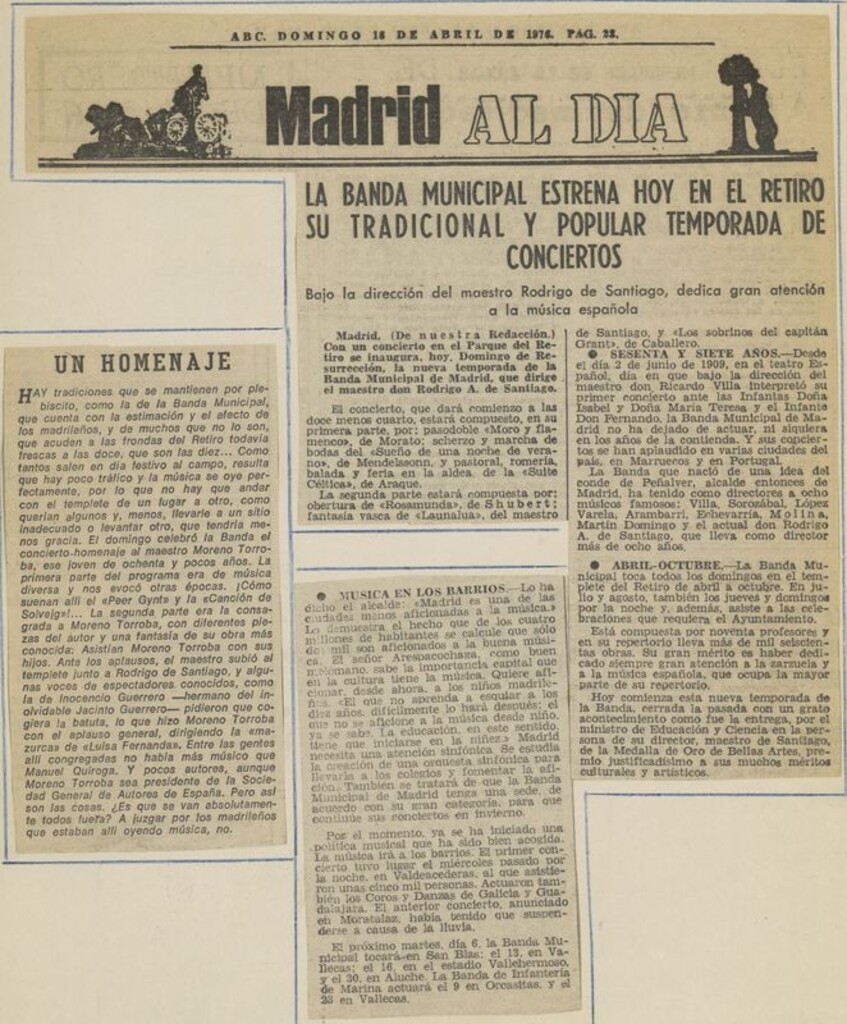 ABC. DOMINGO 18 DE ABRIL DE 1976. PAG. 22.
Madrid AL DIA
LA BANDA MUNICIPAL ESTRENA HOY EN EL RETIRO
SU TRADICIONAL Y POPULAR TEMPORADA DE
CONCIERTOS
Bajo la dirección del maestro Rodrigo de Santiago, dedica gran atención
a la música española
Madrid. (De nuestra Redacción.)
Con un concierto en el Parque del Re-
tiro se inaugura, hoy, Domingo de Re-
surrección, la nueva temporada de la
Banda Municipal de Madrid, que dirige
el maestro don Rodrigo A. de Santiago.
El concierto, que dará comienzo a las
doce menos cuarto, estará compuesto, en su
primera parte, por: pasodoble «Moro y fla-
menco», de Morato; scherzo y marcha de
bodas del «Sueño de una noche de vera-
no», de Mendelssonn, y pastoral, romería,
balada y feria en la aldea, de la «Suite
Céltica», de Araque.
La segunda parte estará compuesta por:
obertura de «Rosamunda», de Shubert;
fantasía vasca de «Launalua», del maestro
de Santiago, y «Los sobrinos del capitán
Grant», de Caballero.
● SESENTA Y SIETE AÑOS.—Desde
el día 2 de junio de 1909, en el teatro Es-
pañol, día en que bajo la dirección del
maestro don Ricardo Villa interpretó su
primer concierto ante las Infantas Doña
Isabel y Doña María Teresa y el Infante
Don Fernando, la Banda Municipal de Ma-
drid no ha dejado de actuar, ni siquiera
en los años de la contienda. Y sus concier-
tos se han aplaudido en varias ciudades del
país, en Marruecos y en Portugal.
La Banda que nació de una idea del
conde de Peñalver, alcalde entonces de
Madrid, ha tenido como directores a ocho
músicos famosos: Villa, Sorozábal, López
Varela, Arambarri, Echevarría, Molina,
Martín Domingo y el actual don Rodrigo
A. de Santiago, que lleva como director
más de ocho años.
● ABRIL-OCTUBRE.—La Banda Mu-
nicipal toca todos los domingos en el tem-
plete del Retiro de abril a octubre. En ju-
lio y agosto, también los jueves y domingos
por la noche y, además, asiste a las cele-
braciones que requiera el Ayuntamiento.
Está compuesta por noventa profesores y
en su repertorio lleva más de mil seiscien-
tas obras. Su gran mérito es haber dedi-
cado siempre gran atención a la zarzuela y
a la música española, que ocupa la mayor
parte de su repertorio.
Hoy comienza esta nueva temporada de
la Banda, cerrada la pasada con un grato
acontecimiento como fue la entrega, por el
ministro de Educación y Ciencia en la per-
sona de su director, maestro de Santiago,
de la Medalla de Oro de Bellas Artes, pre-
mio justificadísimo a sus muchos méritos
culturales y artísticos.
UN HOMENAJE
HAY tradiciones que se mantienen por ple-
biscito, como la de la Banda Municipal,
que cuenta con la estimación y el afecto de
los madrileños, y de muchos que no lo son,
que acuden a las frondas del Retiro todavía
frescas a las doce, que son las diez... Como
tantos salen en día festivo al campo, resulta
que hay poco tráfico y la música se oye per-
fectamente, por lo que no hay que andar
con el templete de un lugar a otro, como
querían algunos y, menos, llevarle a un sitio
inadecuado o levantar otro, que tendría me-
nos gracia. El domingo celebró la Banda el
concierto-homenaje al maestro Moreno Torro-
ba, ese joven de ochenta y pocos años. La
primera parte del programa era de música
diversa y nos evocó otras épocas. ¡Cómo
suenan allí el «Peer Gynt» y la «Canción de
Solveig»!... La segunda parte era la consa-
grada a Moreno Torroba, con diferentes pie-
zas del autor y una fantasía de su obra más
conocida: Asistían Moreno Torroba con sus
hijos. Ante los aplausos, el maestro subió al
templete junto a Rodrigo de Santiago, y algu-
nas voces de espectadores conocidos, como
la de Inocencio Guerrero —hermano del in-
olvidable Jacinto Guerrero— pidieron que co-
giera la batuta, lo que hizo Moreno Torroba
con el aplauso general, dirigiendo la «ma-
zurca» de «Luisa Fernanda». Entre las gentes
allí congregadas no había más músico que
Manuel Quiroga. Y pocos autores, aunque
Moreno Torroba sea presidente de la Socie-
dad General de Autores de España. Pero así
son las cosas. ¿Es que se van absolutamen-
te todos fuera? A juzgar por los madrileños
que estaban allí oyendo música, no.
● MUSICA EN LOS BARRIOS.—Lo ha
dicho el alcalde: «Madrid es una de las
ciudades menos aficionadas a la música.»
Lo demuestra el hecho que de los cuatro
millones de habitantes se calcule que sólo
dos mil son aficionados a la buena músi-
ca. El señor Arespacochaza, como buen
melómano, sabe la importancia capital que
en la cultura tiene la música. Quiere afi-
cionar, desde ahora, a los niños madrile-
ños. «El que no aprenda a esquiar a los
diez años, difícilmente lo hará después; el
que no se aficione a la música desde niño,
ya se sabe. La educación, en este sentido,
tiene que iniciarse en la niñez.» Madrid
necesita una atención sinfónica. Se estudia
la creación de una orquesta sinfónica para
llevarla a los colegios y fomentar la afi-
ción. También se trata de que la Banda
Municipal de Madrid tenga una sede, de
acuerdo con su gran categoría, para que
continúe sus conciertos en invierno.
Por el momento, ya se ha iniciado una
política musical que ha sido bien acogida.
La música irá a los barrios. El primer con-
cierto tuvo lugar el miércoles pasado por
la noche, en Valdeacederas, al que asistie-
ron unas cinco mil personas. Actuaron tam-
bién los Coros y Danzas de Galicia y Gua-
dalajara. El anterior concierto, anunciado
en Moratalaz, había tenido que suspen-
derse a causa de la lluvia.
El próximo martes, día 6, la Banda Mu-
nicipal tocará en San Blas; el 13, en Va-
llecas; el 16, en el estadio Vallehermoso,
y el 30, en Aluche. La Banda de Infantería
de Marina actuará el 9 en Orcasitas, y el
23 en Vallecas.